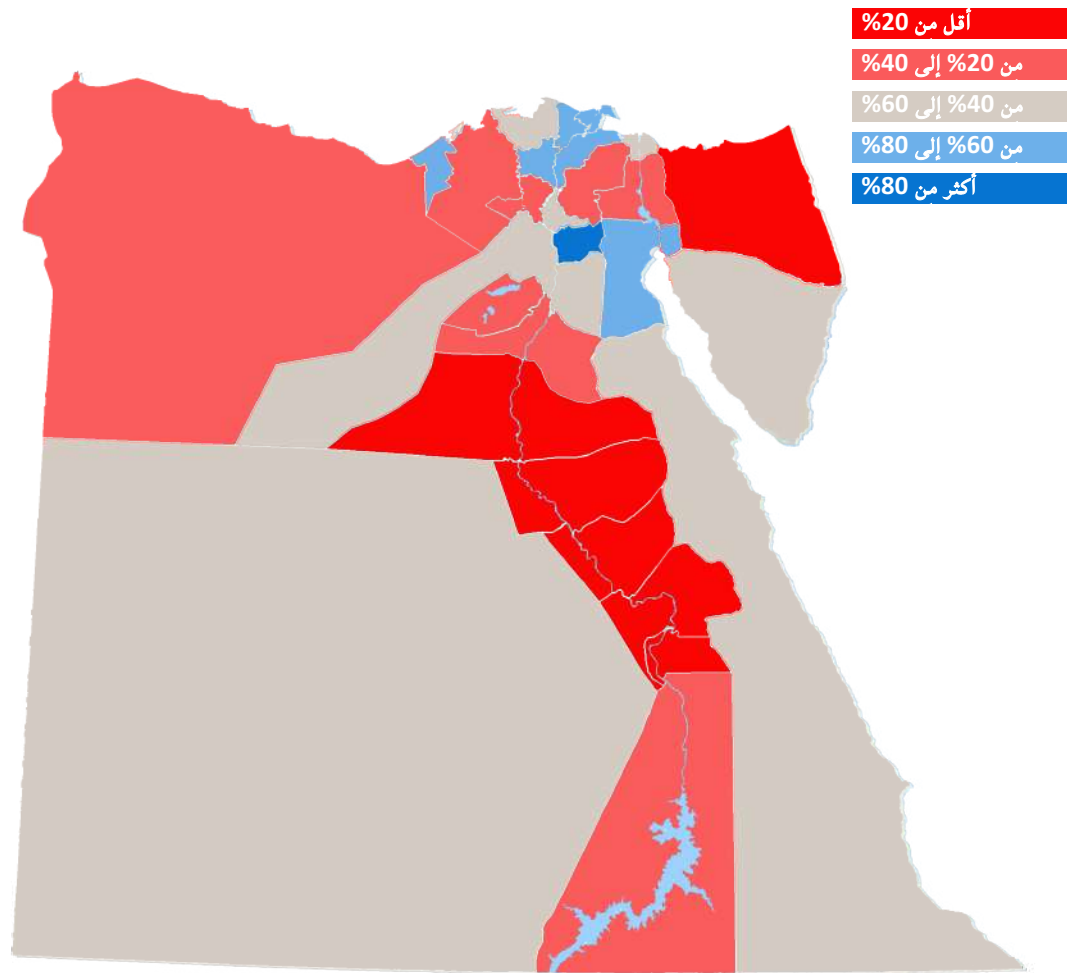 أقل من 20%
من 20% إلى 40%
من 40% إلى 60%
من 60% إلى 80%
أكثر من 80%